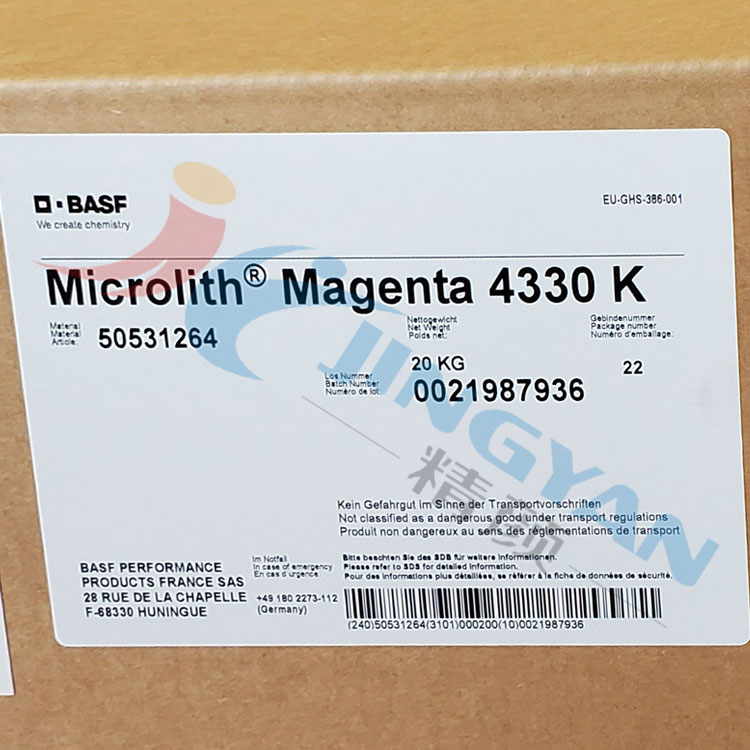 BASF
We create chemistry
EU-GHS-386-001
Microlith® Magenta 4330 K
Material
Material
Article:
50531264
Nettogewicht
Net Weight
Poids net:
20 KG
Gebindenummer
Package number
Numéro d'emballage:
22
Los Nummer
Batch Number
Numéro de lot:
0021987936
JINGYAN
精颜
Kein Gefahrgut im Sinne der Transportvorschriften
Not classified as a dangerous good under transport regulations
Produit non dangereux au sens des réglementations de transport
BASF PERFORMANCE
PRODUCTS FRANCE SAS
28 RUE DE LA CHAPELLE
F-68330 HUNINGUE
Im Notfall
In case of emergency
En cas d'urgence:
+49 180 2273-112
(Germany)
Bitte beachten Sie das SDB für weitere Informationen.
Please refer to SDS for detailed information.
Pour des informations plus détaillées, se référer à la fiche de données de sécurité.
(240)50531264(3101)000200(10)0021987936